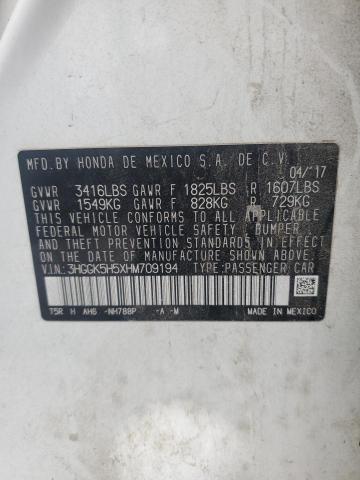 MFD.BY HONDA DE MEXICO S.A. DE C.V.
04/'17
GVWR 3416LBS GAWR F 1825LBS R 1607LBS
GVWR 1549KG GAWR F 828KG R 729KG
THIS VEHICLE CONFORMS TO ALL APPLICABLE
FEDERAL MOTOR VEHICLE SAFETY, BUMPER
AND THEFT PREVENTION STANDARDS IN EFFECT
ON THE DATE OF MANUFACTURE SHOWN ABOVE.
V.I.N.:3HGGK5H5XHM709194 TYPE:PASSENGER CAR
T5R H AH6 -NH788P -A -M
MADE IN MEXICO